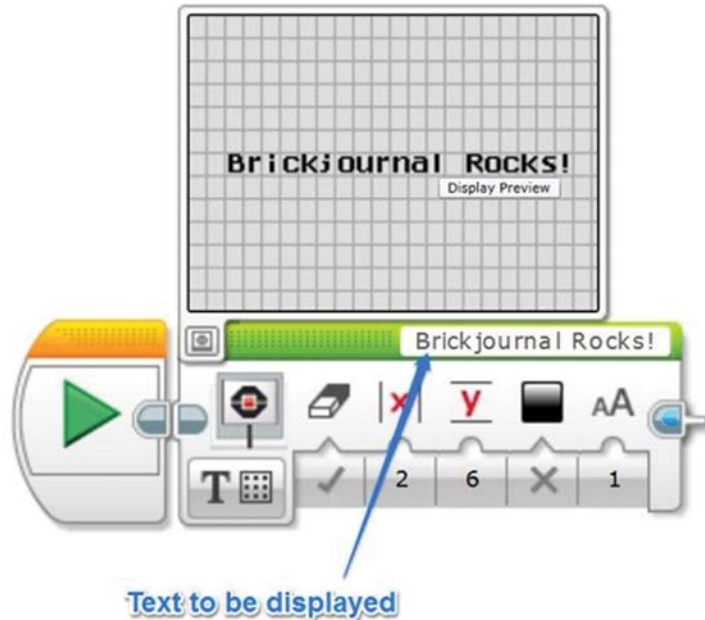 Brickjournal Rocks!
Display Preview
Brickjournal Rocks!
x y AA
T 2 6 1
Text to be displayed